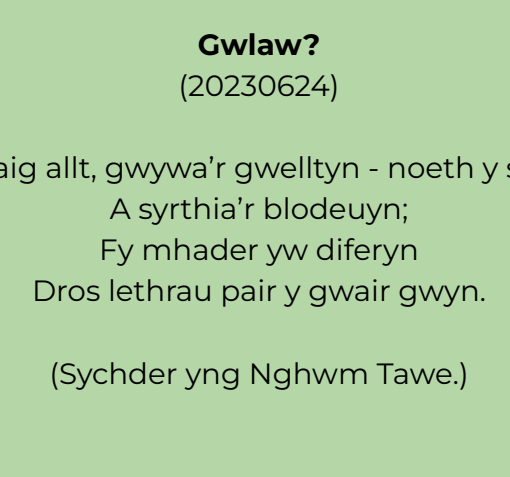 Gwlaw?
(20230624)
aig allt, gwywa’r gwelltyn - noeth y s
A syrthia’r blodeuyn;
Fy mhader yw diferyn
Dros lethrau pair y gwair gwyn.
(Sychder yng Nghwm Tawe.)